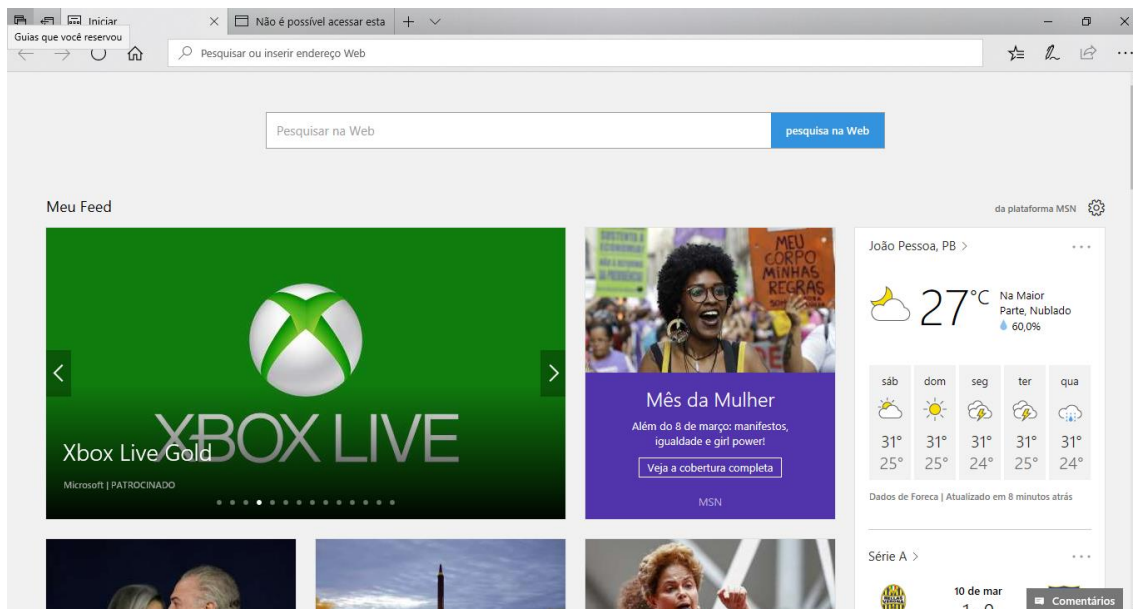 Iniciar
Não é possível acessar esta
Guias que você reservou
Pesquisar ou inserir endereço Web
Pesquisar na Web
pesquisa na Web
Meu Feed
da plataforma MSN
XBOX LIVE
Xbox Live Gold
Microsoft | PATROCINADO
MEU
CORPO
MINHAS
REGRAS
Mês da Mulher
Além do 8 de março: manifestos,
igualdade e girl power!
Veja a cobertura completa
MSN
João Pessoa, PB >
27°C
Na Maior
Parte, Nublado
60,0%
sáb dom seg ter qua
31° 31° 31° 31° 31°
25° 25° 24° 25° 24°
Dados de Foreca | Atualizado em 8 minutos atrás
Série A >
10 de mar
Comentários